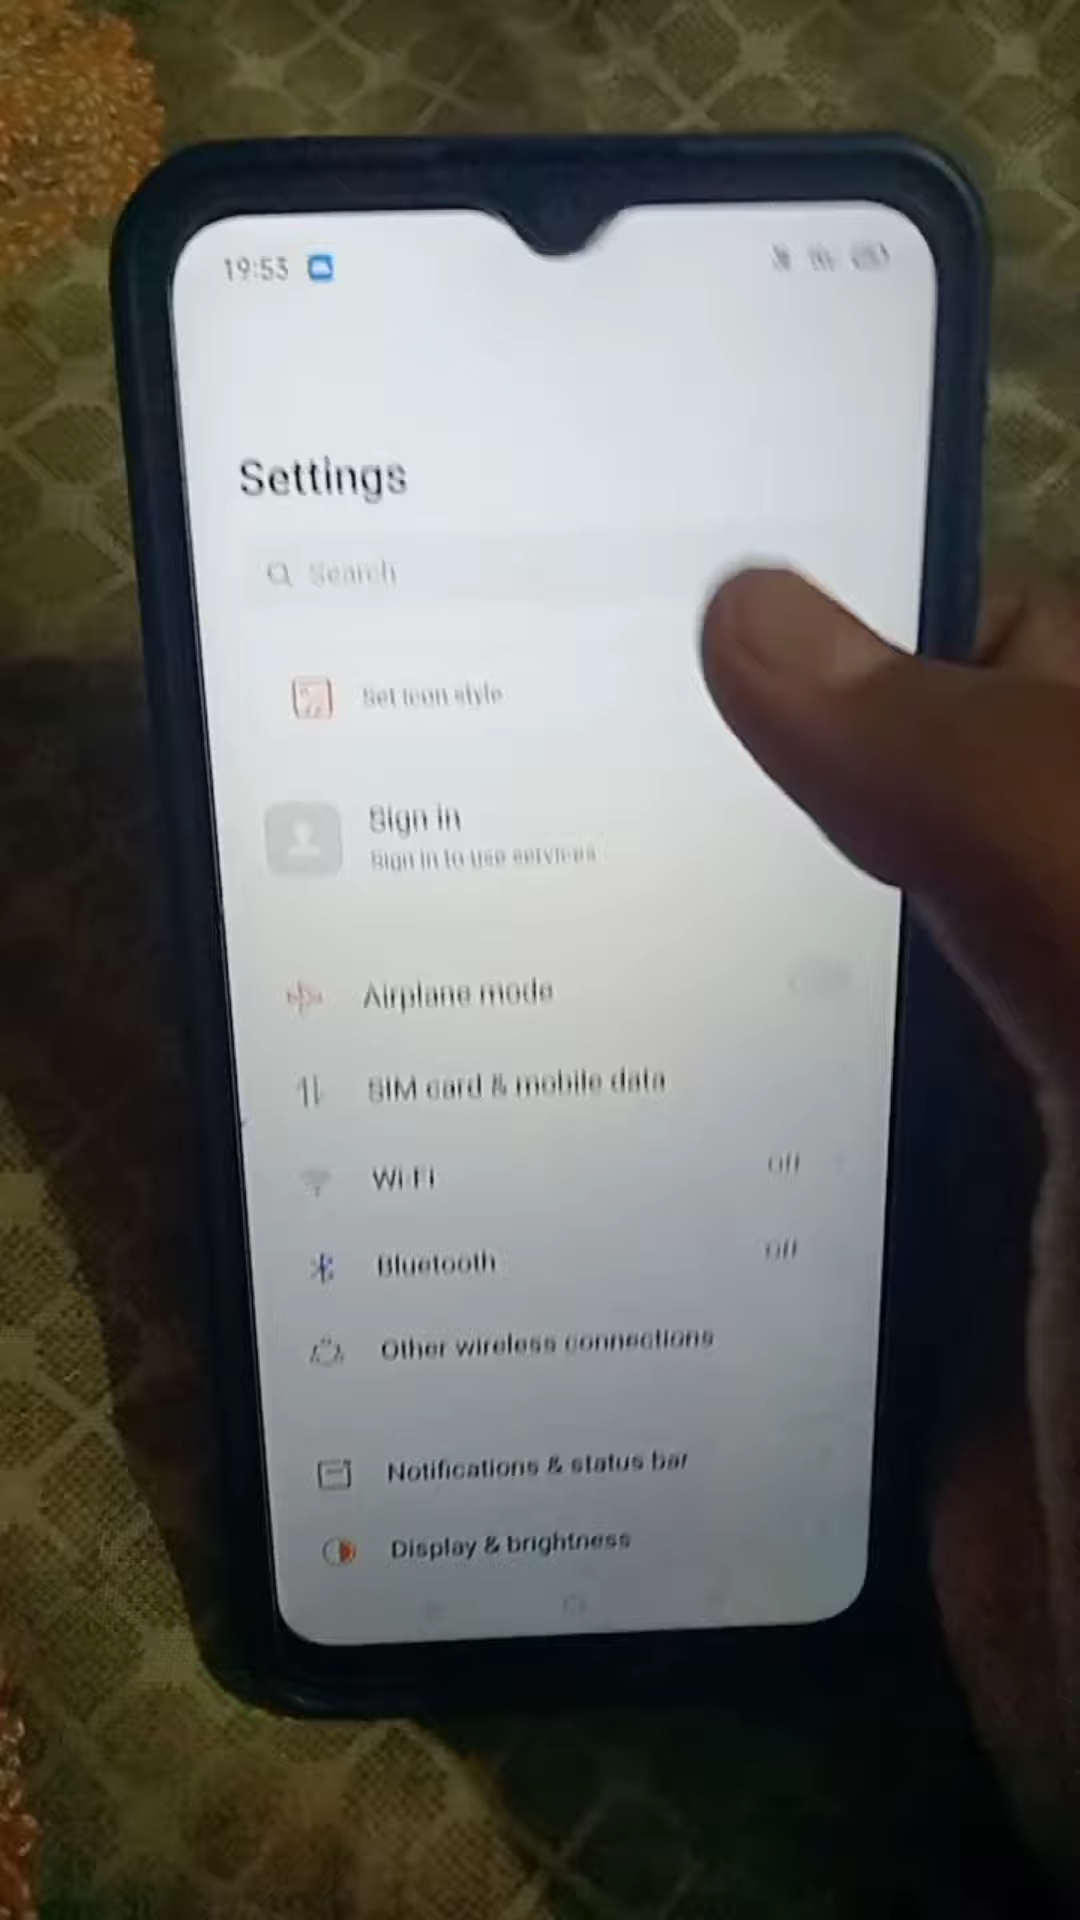 19:53
Settings
Search
Set icon style
Sign in
Sign in to use services
Airplane mode
SIM card & mobile data
Wi-Fi
Off
Bluetooth
Off
Other wireless connections
Notifications & status bar
Display & brightness